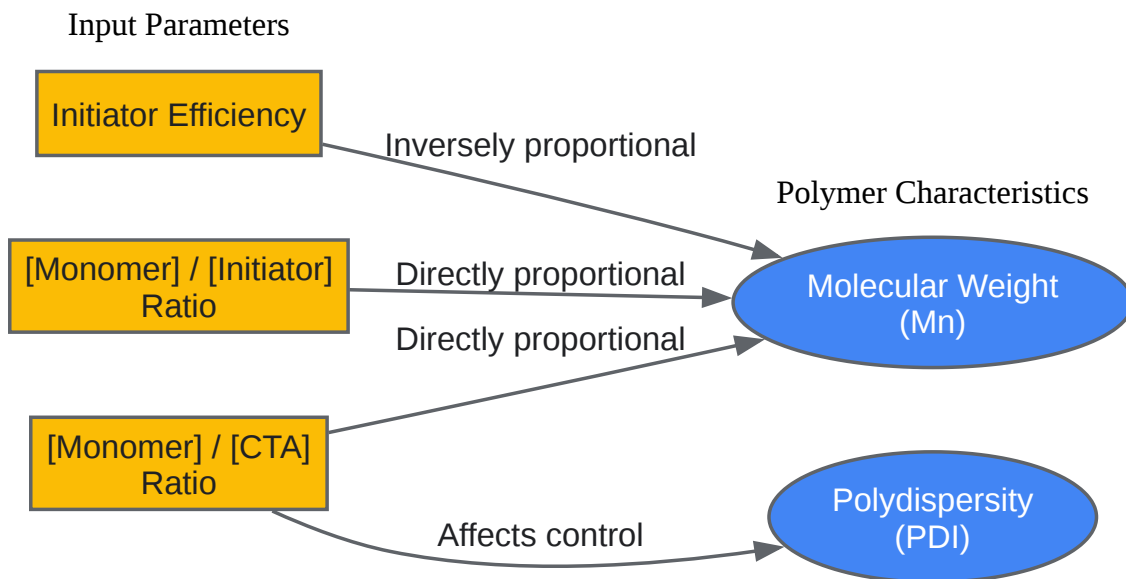 Input Parameters
Initiator Efficiency
Inversely proportional
Polymer Characteristics
[Monomer] / [Initiator]
Ratio
Directly proportional
Molecular Weight
(Mn)
Directly proportional
[Monomer] / [CTA]
Ratio
Affects control
Polydispersity
(PDI)